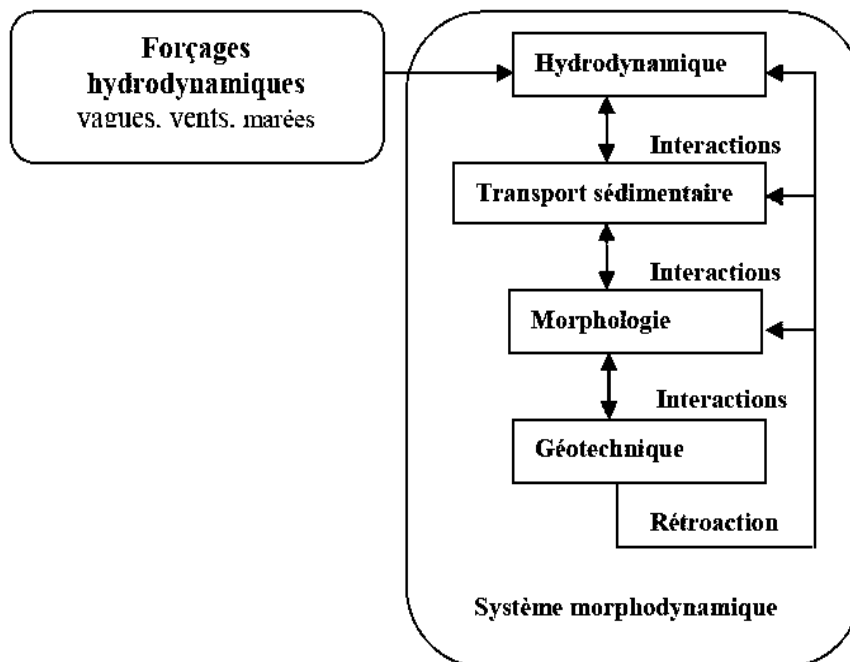 Forçages
hydrodynamiques
vagues, vents, marées
Hydrodynamique
Interactions
Transport sédimentaire
Interactions
Morphologie
Interactions
Géotechnique
Rétroaction
Système morphodynamique